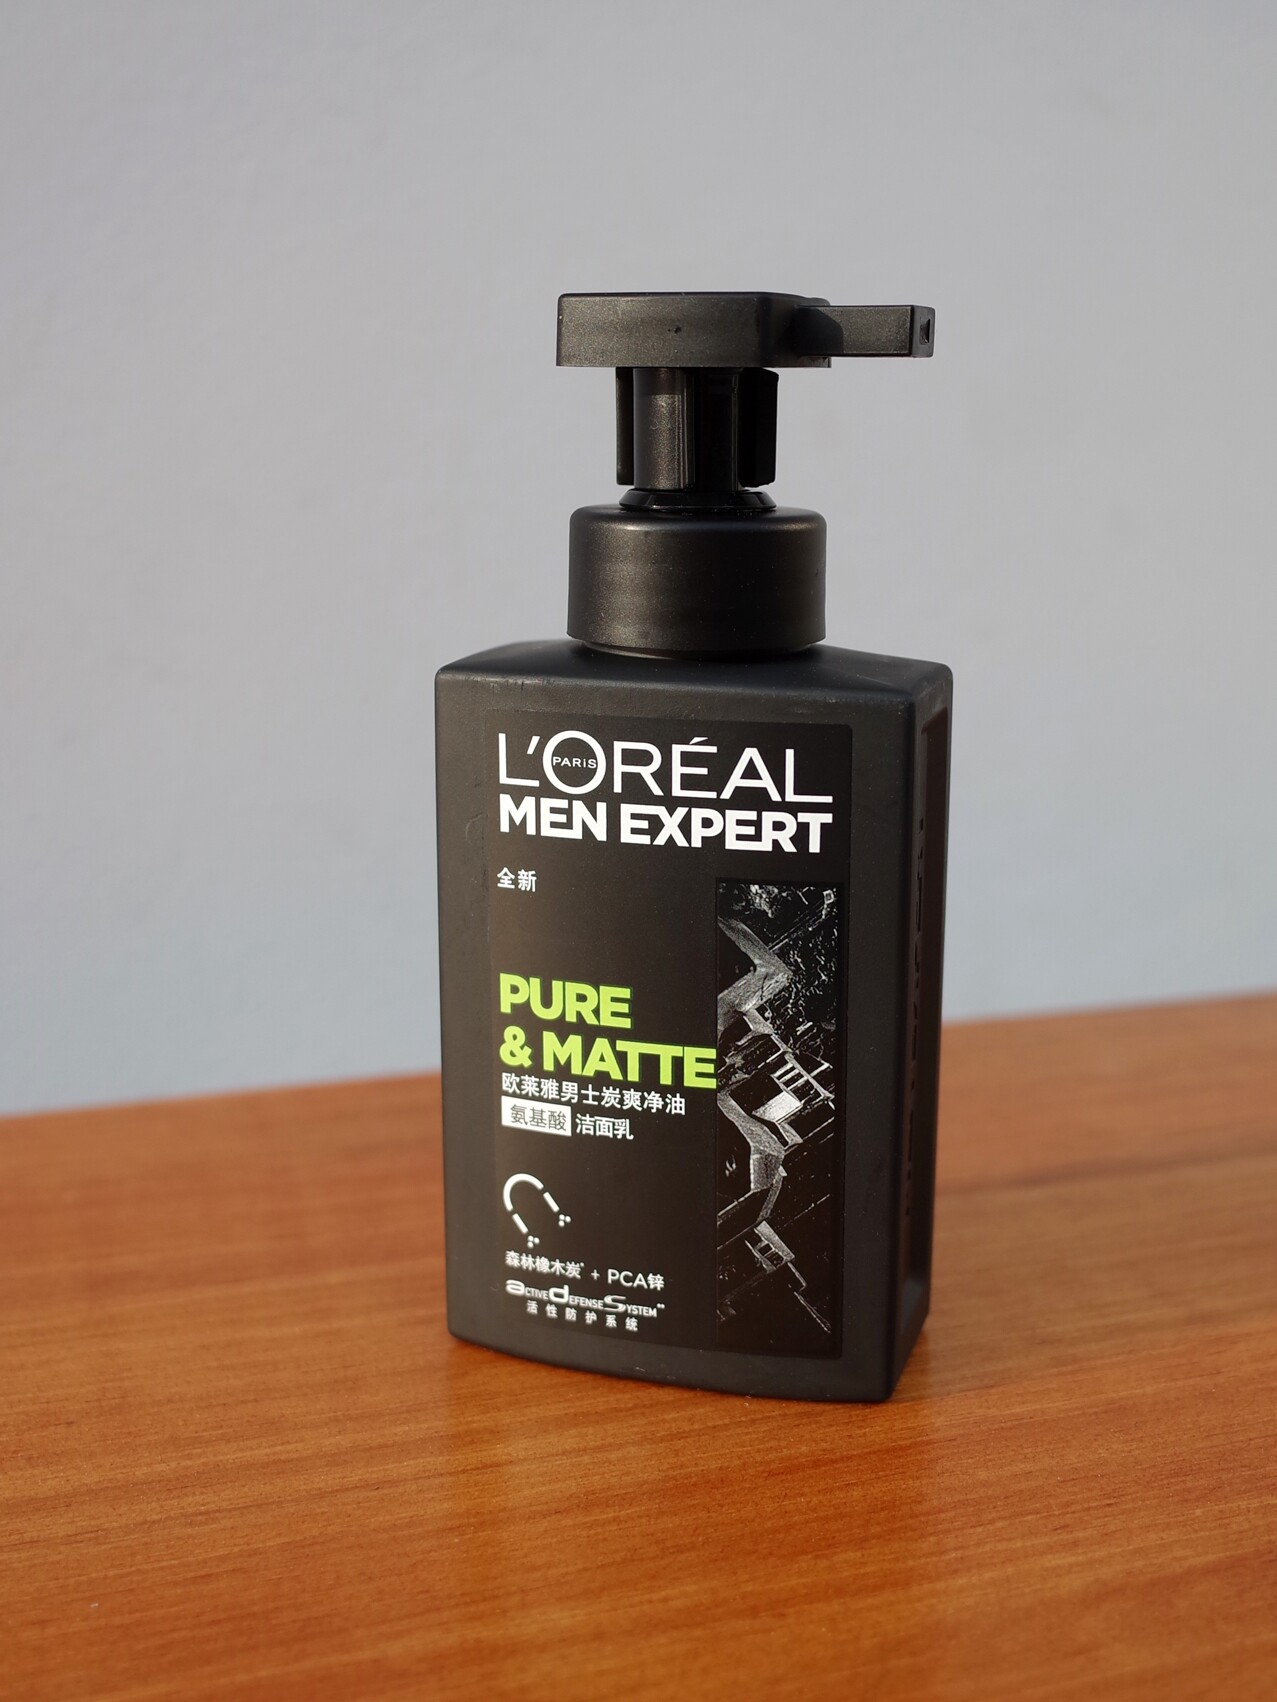 L'ORÉAL
PARIS
MEN EXPERT
全新
PURE
& MATTE
欧莱雅男士炭爽净油
氨基酸 洁面乳
森林橡木炭* + PCA锌
ACTIVE DEFENSE SYSTEM**
活性防护系统